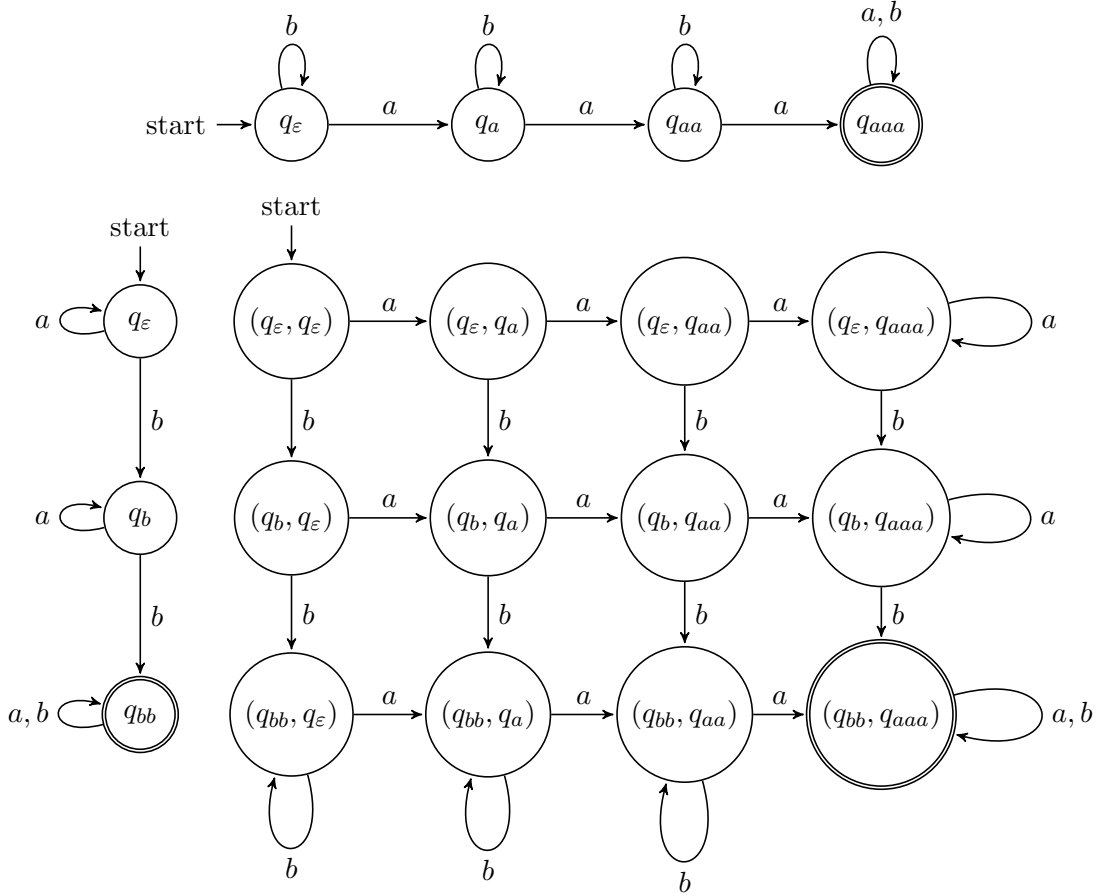 b b b a, b
start q_ε a q_a a q_aa a q_aaa
start
start
a q_ε (q_ε, q_ε) a (q_ε, q_a) a (q_ε, q_aa) a (q_ε, q_aaa) a
b b b b b
a q_b (q_b, q_ε) a (q_b, q_a) a (q_b, q_aa) a (q_b, q_aaa) a
b b b b b
a, b q_bb (q_bb, q_ε) a (q_bb, q_a) a (q_bb, q_aa) a (q_bb, q_aaa) a, b
b b b